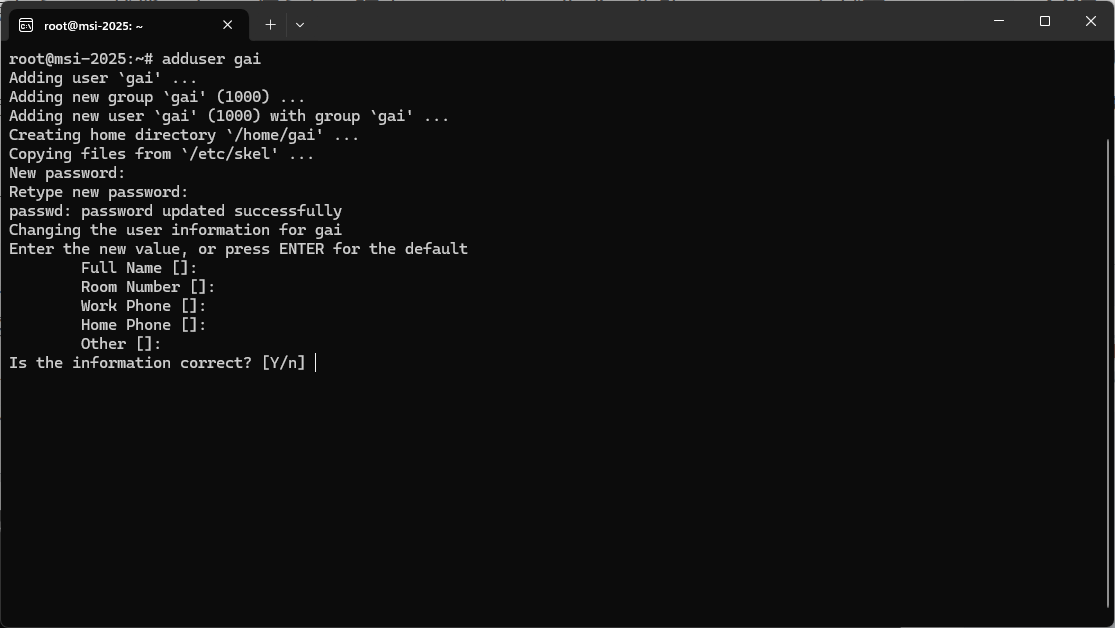 root@msi-2025: ~
root@msi-2025:~# adduser gai
Adding user `gai' ...
Adding new group `gai' (1000) ...
Adding new user `gai' (1000) with group `gai' ...
Creating home directory `/home/gai' ...
Copying files from `/etc/skel' ...
New password:
Retype new password:
passwd: password updated successfully
Changing the user information for gai
Enter the new value, or press ENTER for the default
        Full Name []:
        Room Number []:
        Work Phone []:
        Home Phone []:
        Other []:
Is the information correct? [Y/n]